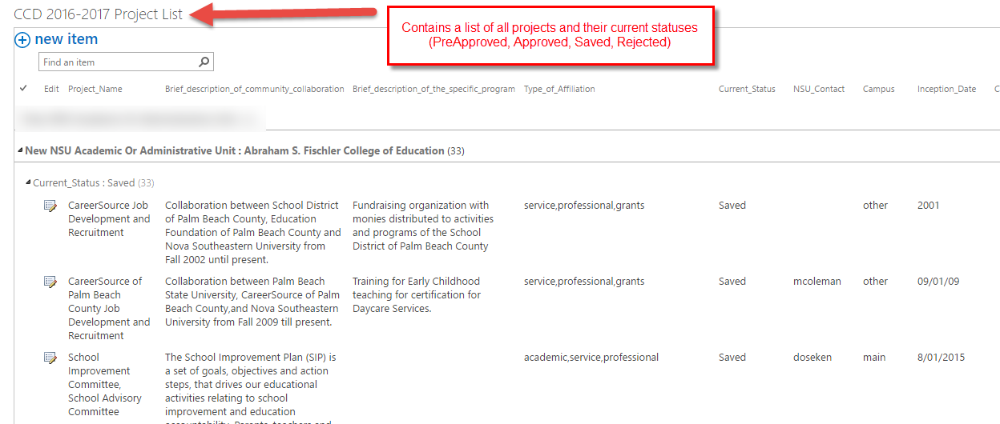 CCD 2016-2017 Project List
Contains a list of all projects and their current statuses
(PreApproved, Approved, Saved, Rejected)
new item
Find an item
Edit Project_Name Brief_description_of_community_collaboration Brief_description_of_the_specific_program Type_of_Affiliation Current_Status NSU_Contact Campus Inception_Date C
New NSU Academic Or Administrative Unit : Abraham S. Fischler College of Education (33)
Current_Status : Saved (33)
CareerSource Job Collaboration between School District Fundraising organization with service,professional,grants Saved other 2001
Development and of Palm Beach County, Education monies distributed to activities
Recruitment Foundation of Palm Beach County and and programs of the School
Nova Southeastern University from District of Palm Beach County
Fall 2002 until present.
CareerSource of Collaboration between Palm Beach Training for Early Childhood service,professional,grants Saved mcoleman other 09/01/09
Palm Beach State University, CareerSource of Palm teaching for certification for
County Job Beach County,and Nova Southeastern Daycare Services.
Development and University from Fall 2009 till present.
Recruitment
School The School Improvement Plan (SIP) is academic,service,professional Saved doseken main 8/01/2015
Improvement a set of goals, objectives and action
Committee, steps, that drives our educational
School Advisory activities relating to school
Committee improvement and education